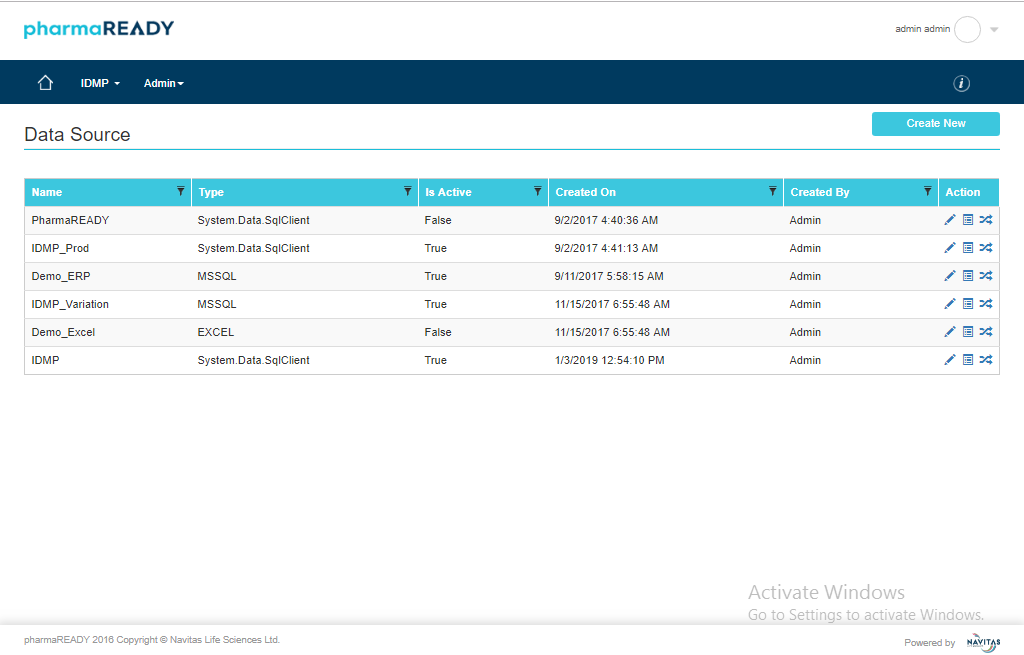 pharmaREADY
admin admin
IDMP Admin i
Data Source
Create New
Name Type Is Active Created On Created By Action
PharmaREADY System.Data.SqlClient False 9/2/2017 4:40:36 AM Admin
IDMP_Prod System.Data.SqlClient True 9/2/2017 4:41:13 AM Admin
Demo_ERP MSSQL True 9/11/2017 5:58:15 AM Admin
IDMP_Variation MSSQL True 11/15/2017 6:55:48 AM Admin
Demo_Excel EXCEL False 11/15/2017 6:55:48 AM Admin
IDMP System.Data.SqlClient True 1/3/2019 12:54:10 PM Admin
Activate Windows
Go to Settings to activate Windows.
pharmaREADY 2016 Copyright © Navitas Life Sciences Ltd.
Powered by NAVITAS